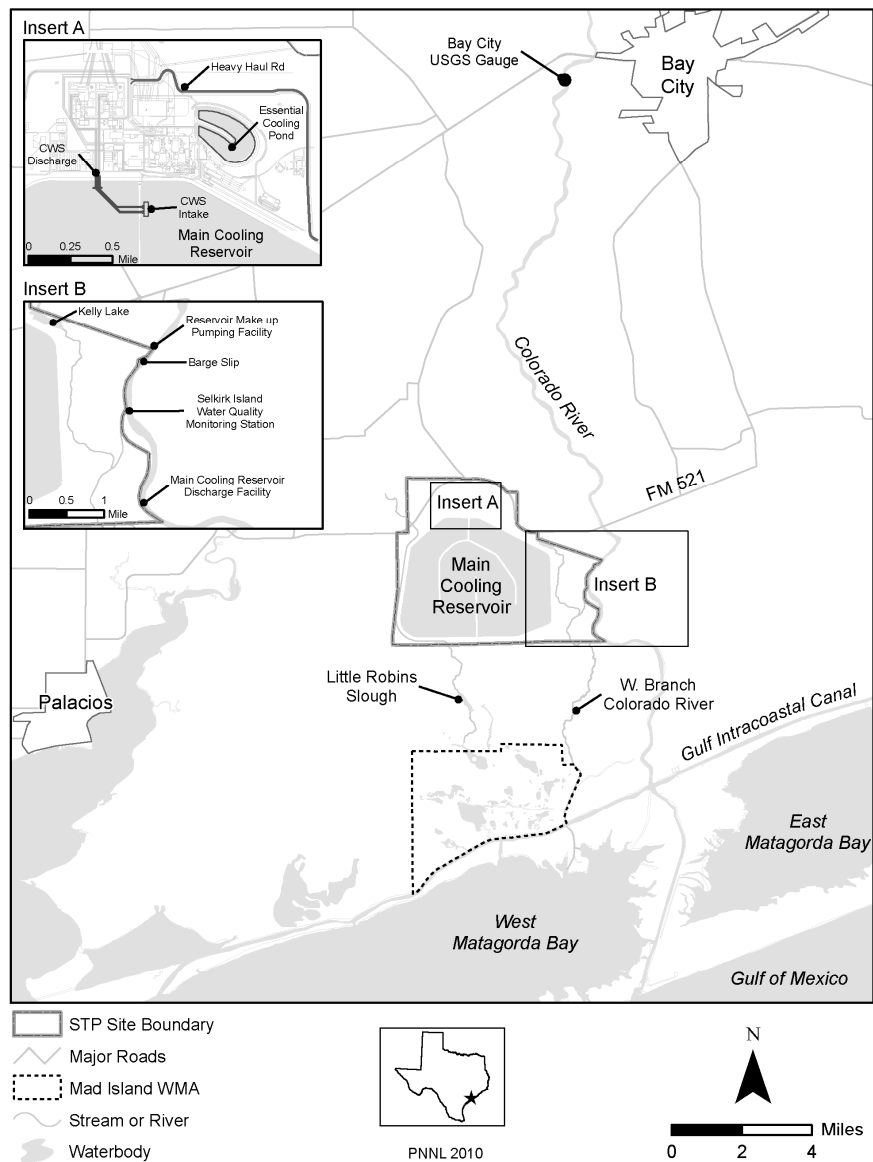 Insert A
Heavy Haul Rd
Essential
Cooling
Pond
CWS
Discharge
CWS
Intake
Main Cooling
Reservoir
0 0.25 0.5
Mile
Insert B
Kelly Lake
Reservoir Make up
Pumping Facility
Barge Slip
Selkirk Island
Water Quality
Monitoring Station
Main Cooling Reservoir
Discharge Facility
0 0.5 1
Mile
Bay City
USGS Gauge
Bay
City
Colorado River
FM 521
Insert A
Main
Cooling
Reservoir
Insert B
Little Robins
Slough
W. Branch
Colorado River
Palacios
Gulf Intracoastal Canal
East
Matagorda Bay
West
Matagorda Bay
Gulf of Mexico
STP Site Boundary
Major Roads
Mad Island WMA
Stream or River
Waterbody
PNNL 2010
N
Miles
0 2 4